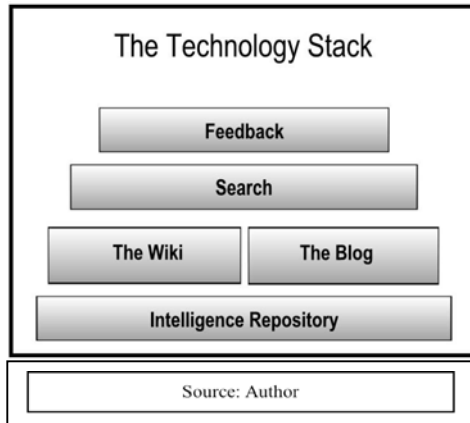 The Technology Stack
Feedback
Search
The Wiki
The Blog
Intelligence Repository
Source: Author